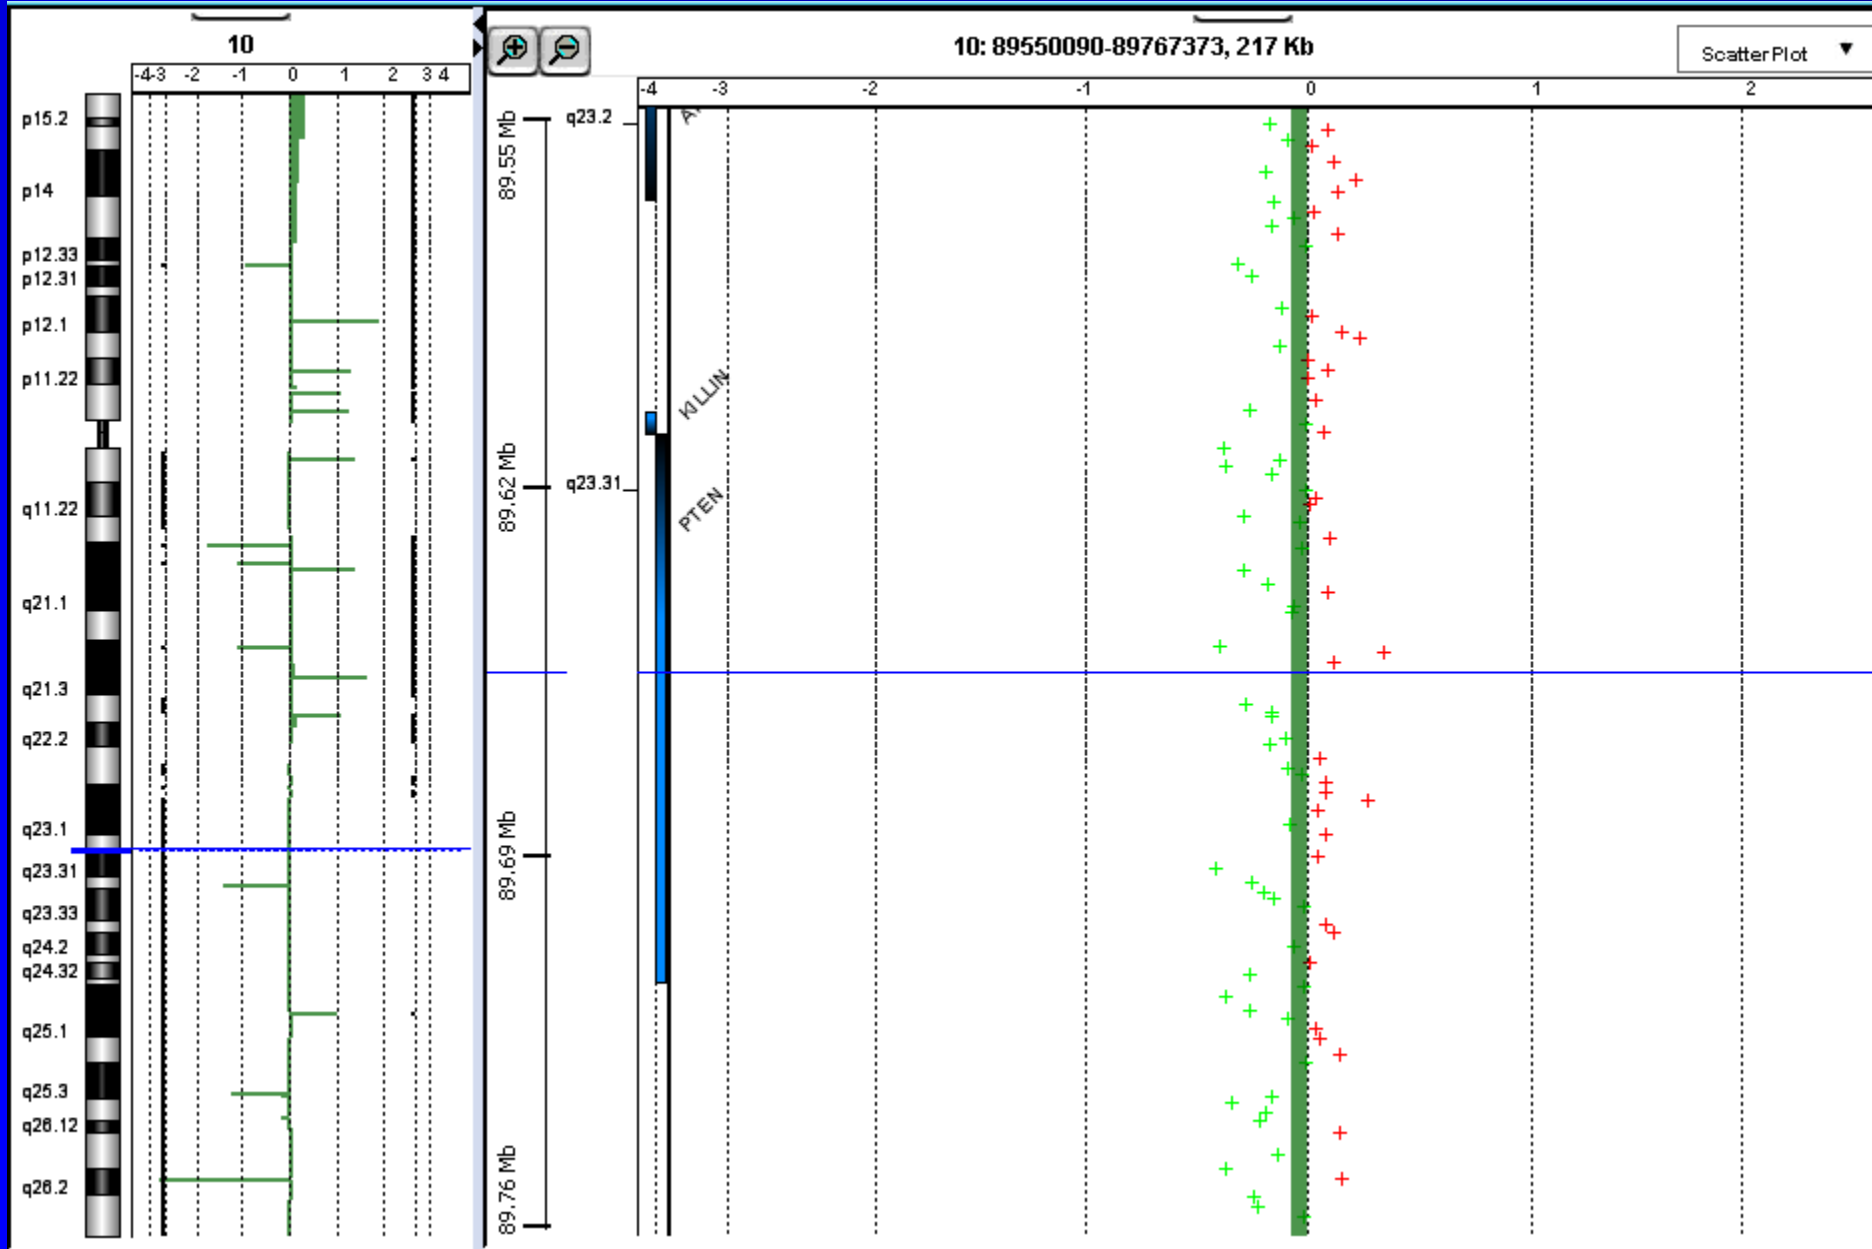 10
-4-3 -2 -1 0 1 2 3 4
p15.2
p14
p12.33
p12.31
p12.1
p11.22
q11.22
q21.1
q21.3
q22.2
q23.1
q23.31
q23.33
q24.2
q24.32
q25.1
q25.3
q26.12
q26.2
10: 89550090-89767373, 217 Kb
Scatter Plot
-4 -3 -2 -1 0 1 2
89.55 Mb
q23.2
KILLIN
89.62 Mb
q23.31
PTEN
89.69 Mb
89.76 Mb